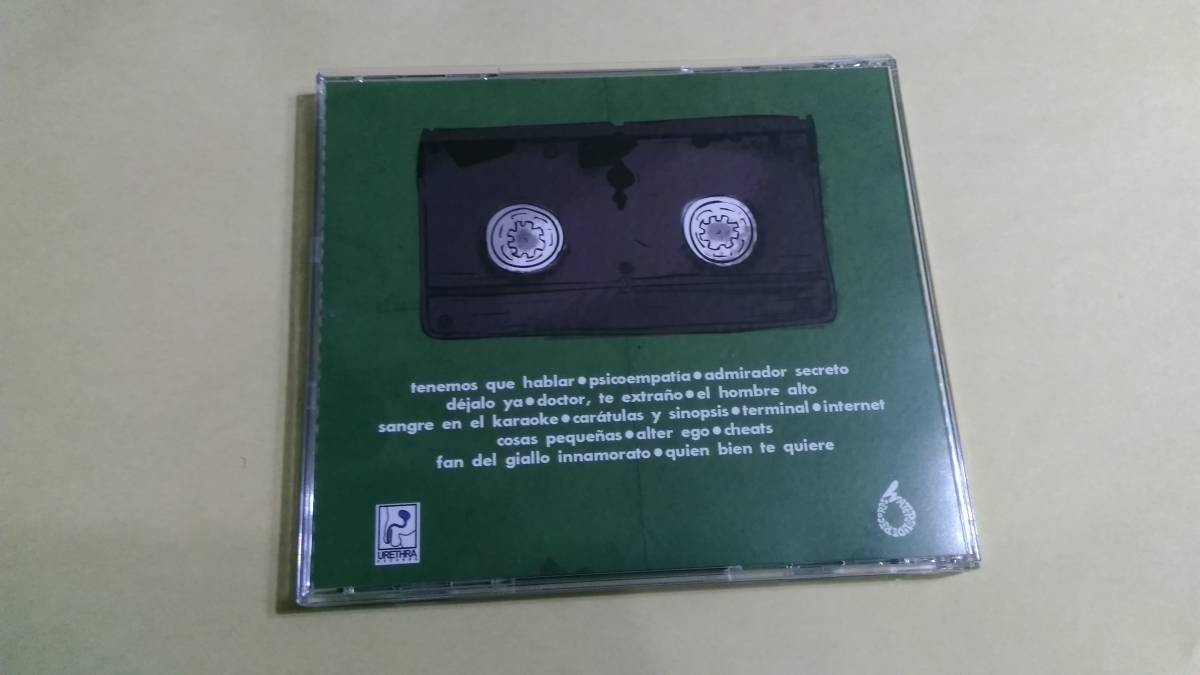 tenemos que hablar•psicoempatía•admirador secreto
déjalo ya•doctor, te extraño•el hombre alto
sangre en el karaoke•carátulas y sinopsis•terminal•internet
cosas pequeñas•alter ego•cheats
fan del giallo innamorato•quien bien te quiere
URETHRA
RECORDS